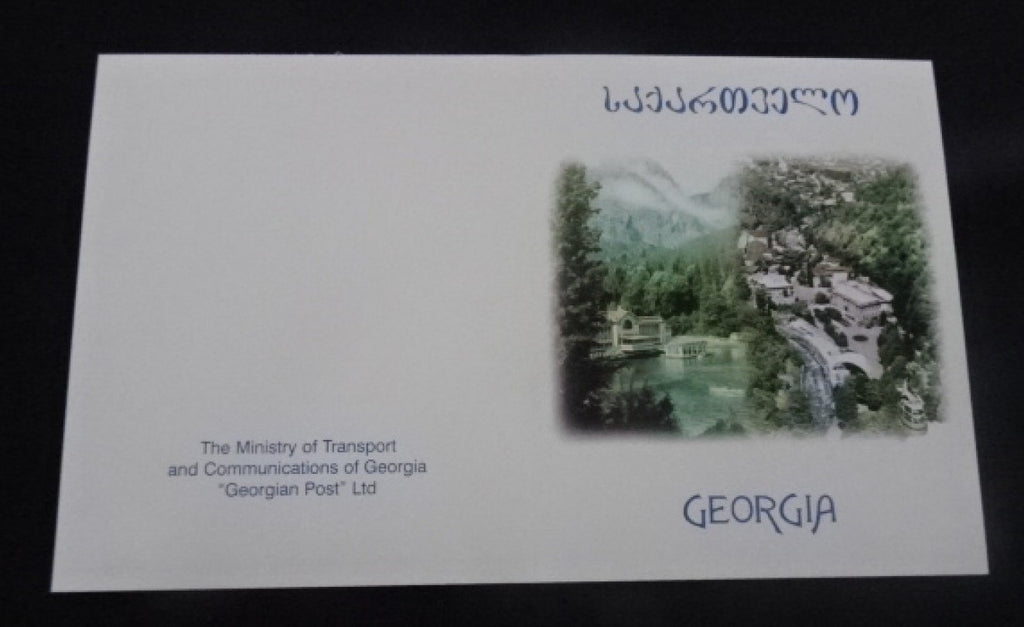 The Ministry of Transport
and Communications of Georgia
"Georgian Post" Ltd
საქართველო
GEORGIA